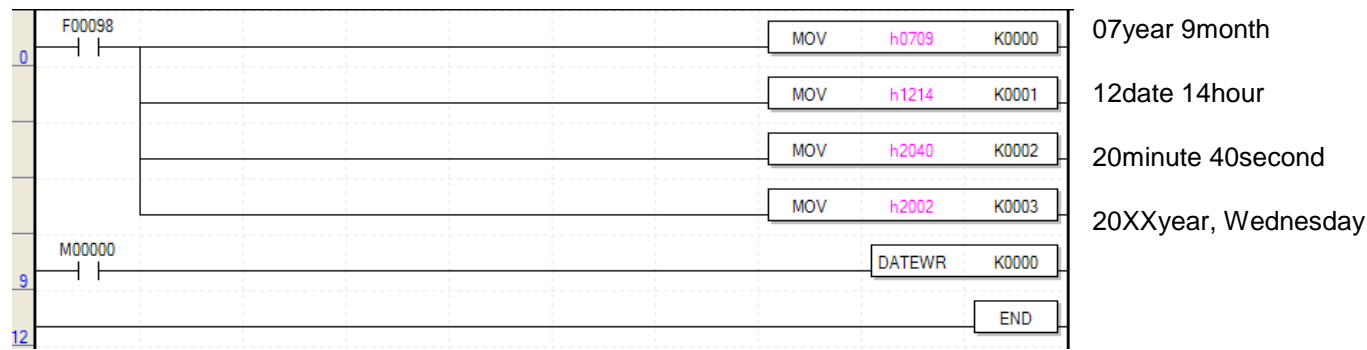 F00098
0
MOV h0709 K0000 07year 9month
MOV h1214 K0001 12date 14hour
MOV h2040 K0002 20minute 40second
MOV h2002 K0003 20XXyear, Wednesday
M00000
9
DATEWR K0000
END
12